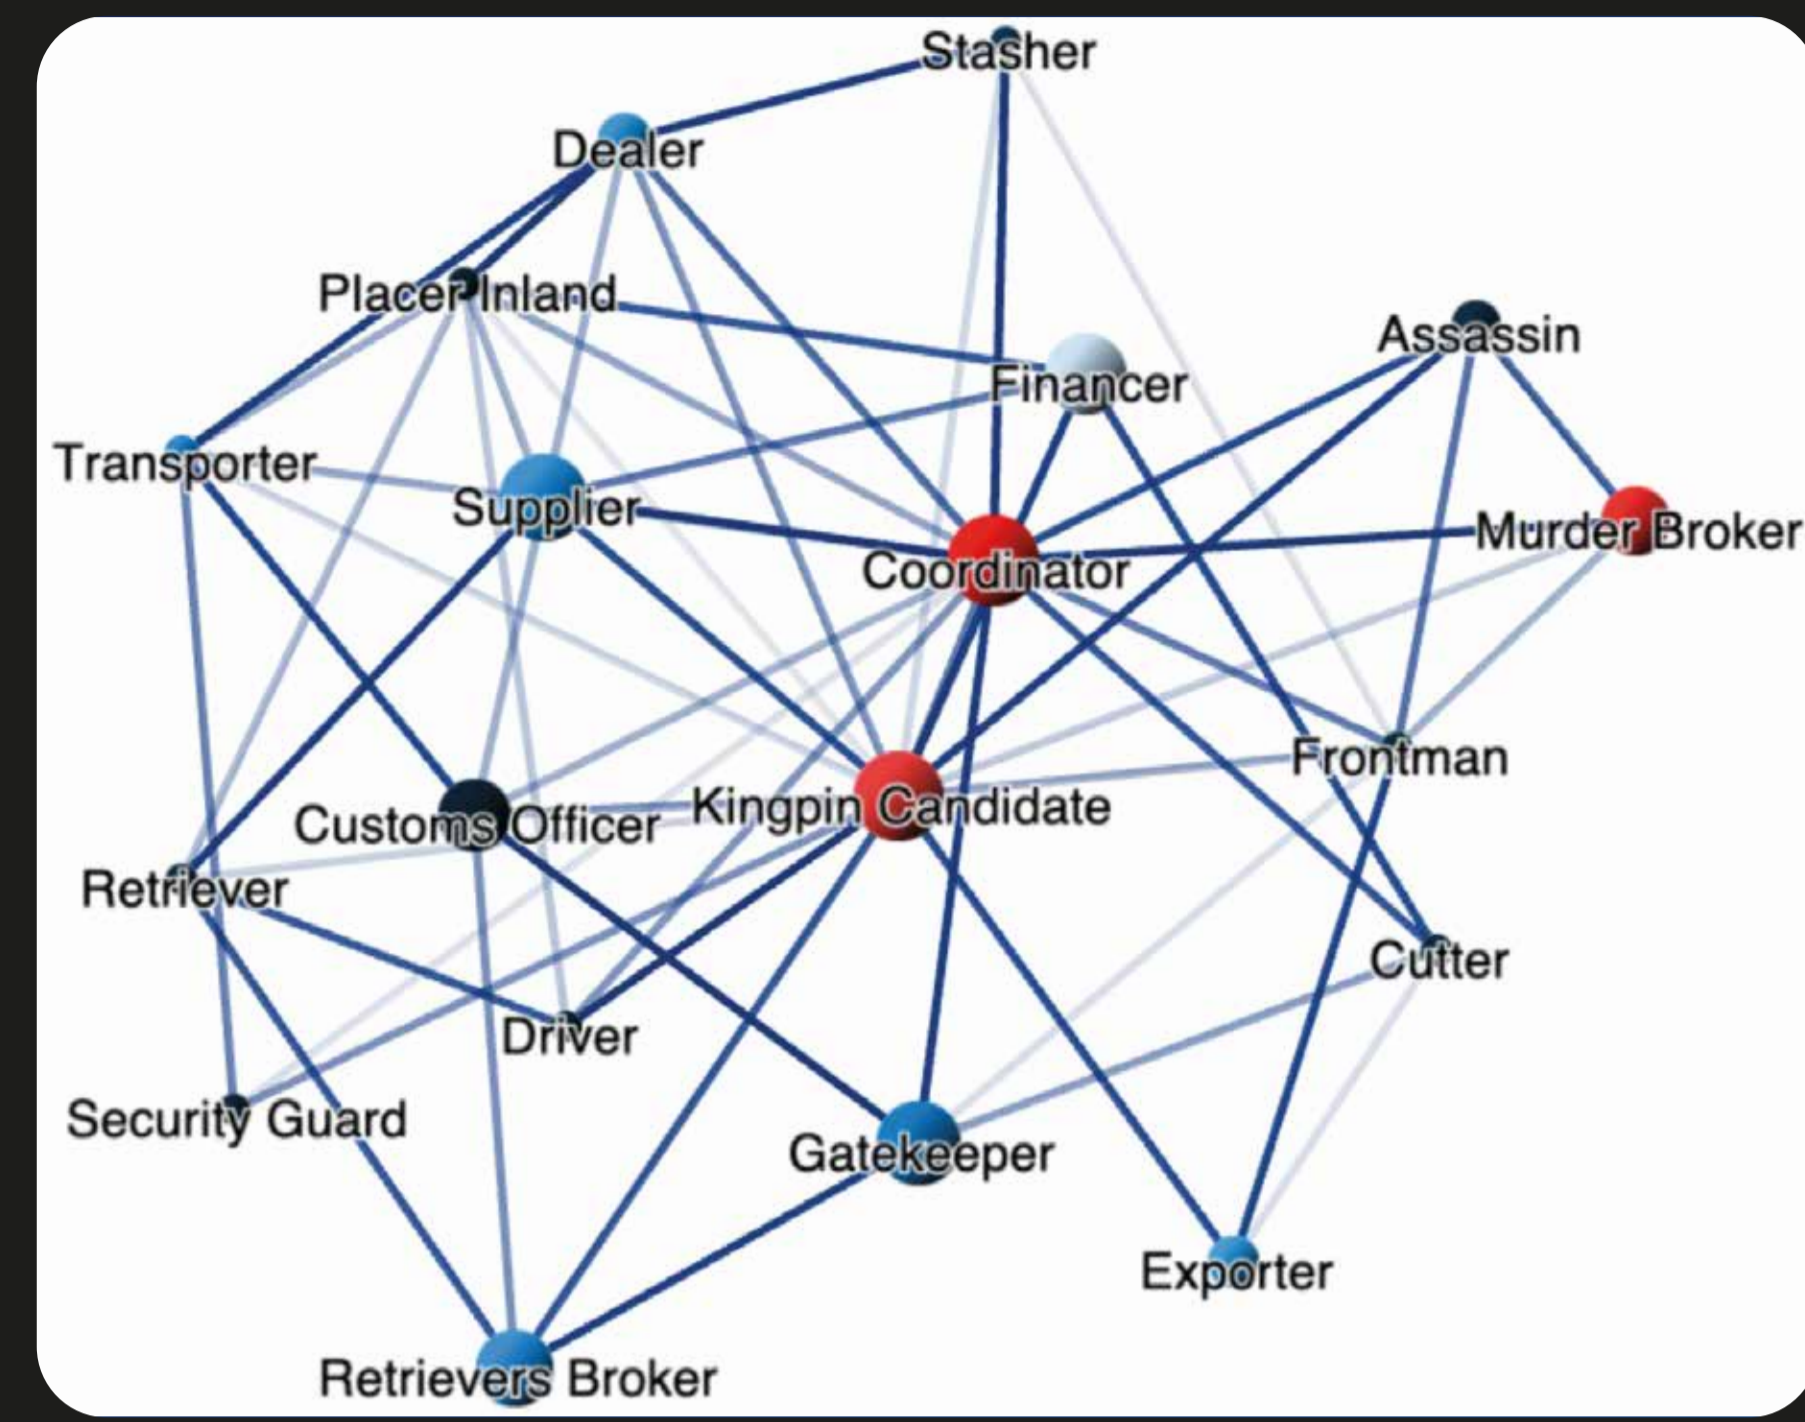 Stasher
Dealer
Placer Inland
Assassin
Financer
Transporter
Supplier
Murder Broker
Coordinator
Frontman
Kingpin Candidate
Customs Officer
Retriever
Cutter
Driver
Security Guard
Gatekeeper
Exporter
Retrievers Broker